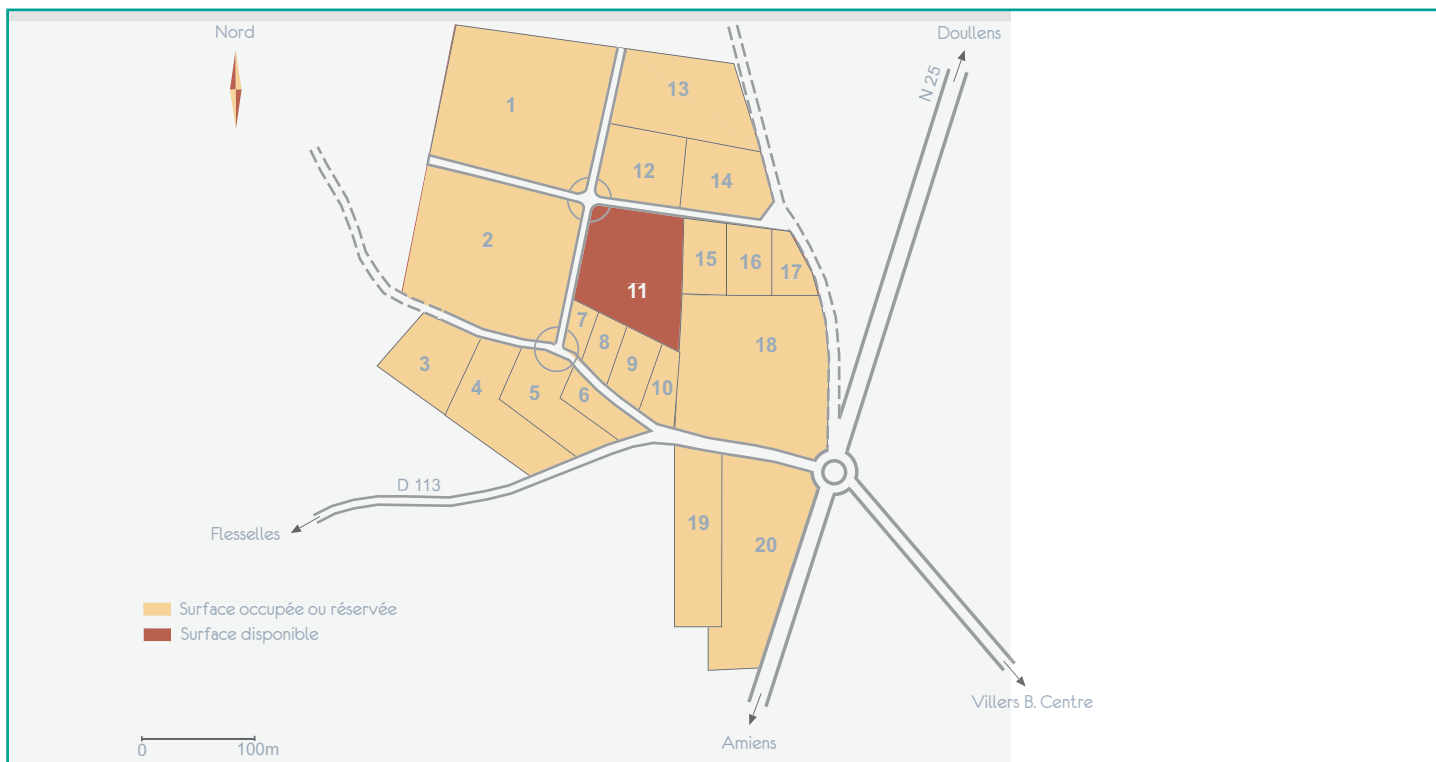 Nord
Doullens
N 25
1
13
12
14
2
11
15
16
17
7
8
9
10
18
3
4
5
6
D 113
19
20
Flesselles
Surface occupée ou réservée
Surface disponible
Villers B. Centre
Amiens
0
100m